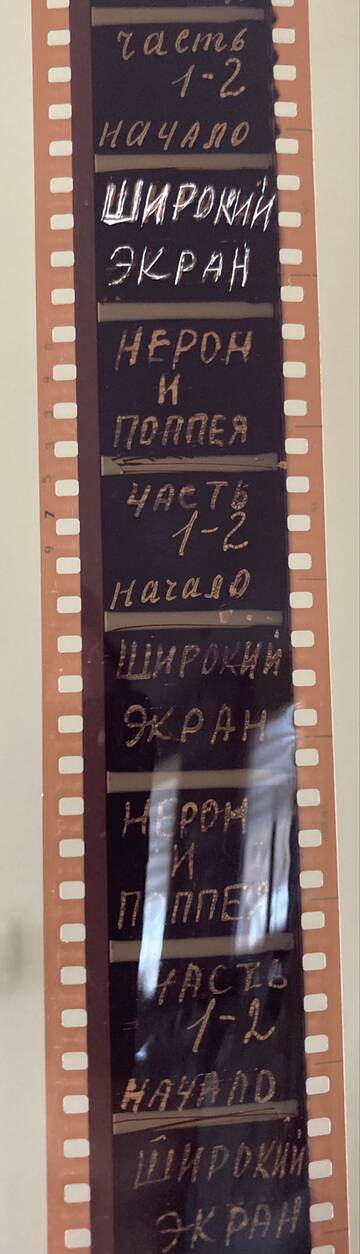 часть
1-2
НАЧАЛО
ШИРОКИЙ
ЭКРАН
НЕРОН
И
ПОППЕЯ
ЧАСТЬ
1-2
НАЧАЛО
ШИРОКИЙ
ЭКРАН
НЕРОН
И
ПОППЕЯ
ЧАСТЬ
1-2
НАЧАЛО
ШИРОКИЙ
ЭКРАН